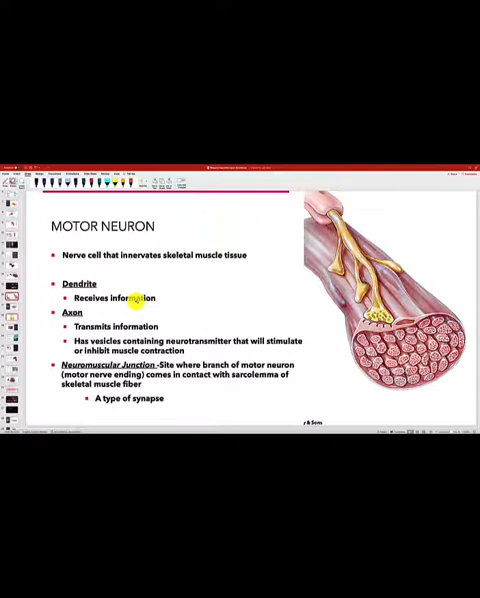 MOTOR NEURON
Nerve cell that innervates skeletal muscle tissue
Dendrite
Receives information
Axon
Transmits information
Has vesicles containing neurotransmitter that will stimulate
or inhibit muscle contraction
Neuromuscular Junction -Site where branch of motor neuron
(motor nerve ending) comes in contact with sarcolemma of
skeletal muscle fiber
A type of synapse
y & Sons